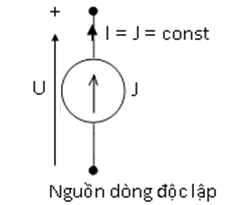 +
I = J = const
U
J
Nguồn dòng độc lập